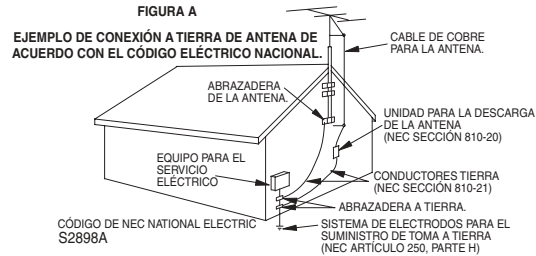 FIGURA A
EJEMPLO DE CONEXIÓN A TIERRA DE ANTENA DE
ACUERDO CON EL CÓDIGO ELÉCTRICO NACIONAL.
CABLE DE COBRE
PARA LA ANTENA.
ABRAZADERA
DE LA ANTENA.
UNIDAD PARA LA DESCARGA
DE LA ANTENA
(NEC SECCIÓN 810-20)
EQUIPO PARA EL
SERVICIO
ELÉCTRICO
CONDUCTORES TIERRA
(NEC SECCIÓN 810-21)
ABRAZADERA A TIERRA.
SISTEMA DE ELECTRODOS PARA EL
SUMINISTRO DE TOMA A TIERRA
(NEC ARTÍCULO 250, PARTE H)
CÓDIGO DE NEC NATIONAL ELECTRIC
S2898A